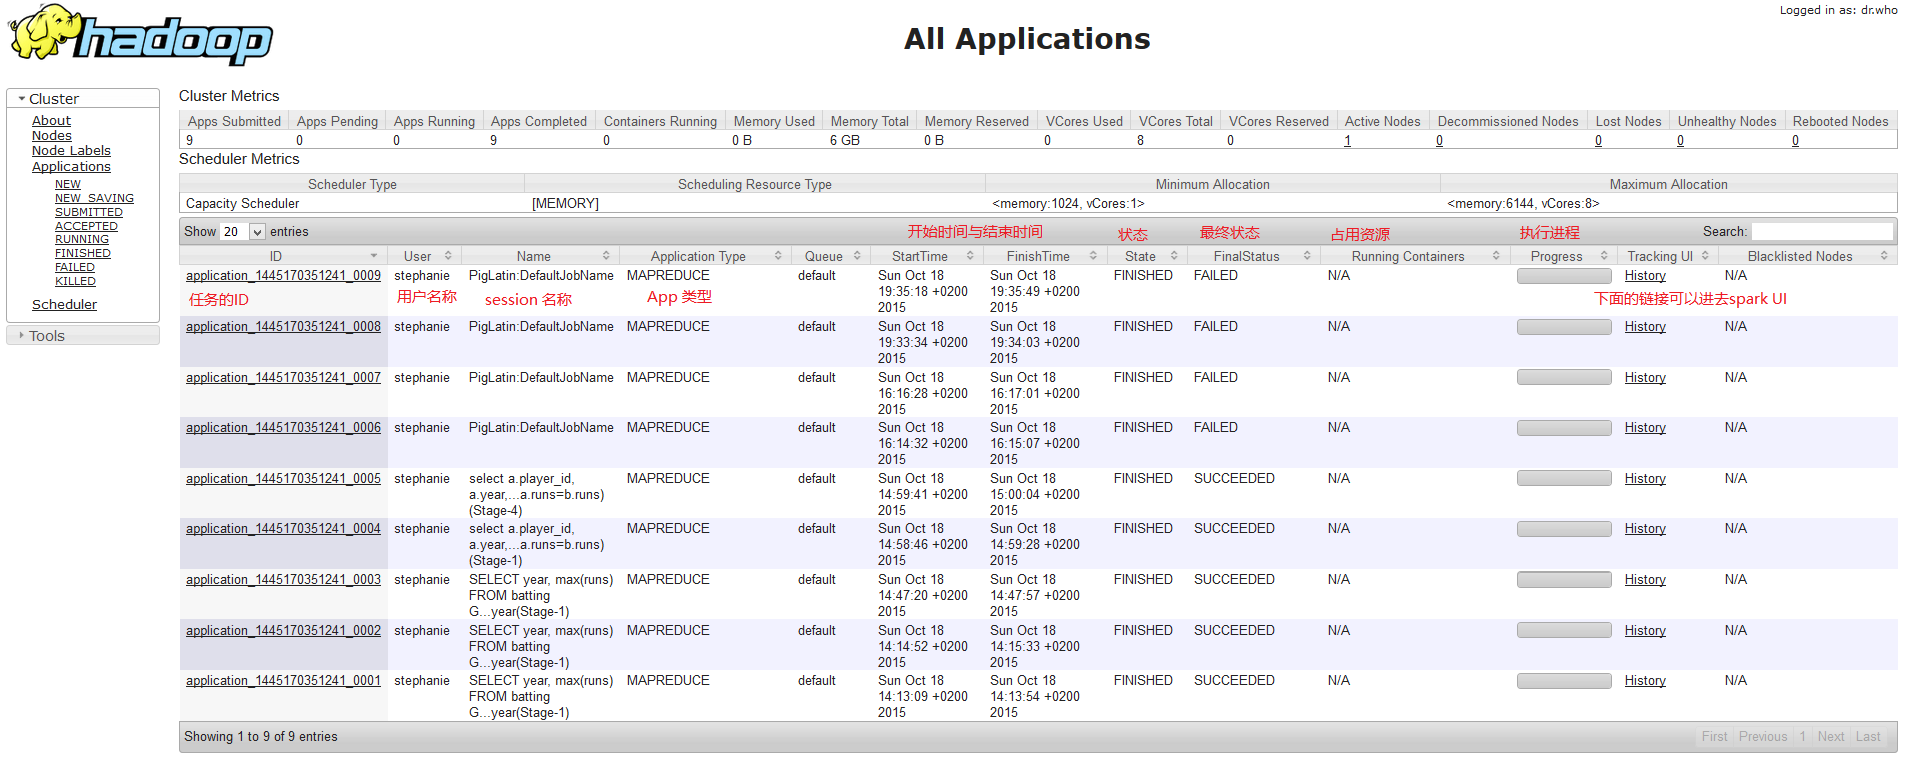 Logged in as: dr.who
hadoop
All Applications
Cluster
About
Nodes
Node Labels
Applications
NEW
NEW_SAVING
SUBMITTED
ACCEPTED
RUNNING
FINISHED
FAILED
KILLED
Scheduler
Tools
Cluster Metrics
Apps Submitted Apps Pending Apps Running Apps Completed Containers Running Memory Used Memory Total Memory Reserved VCores Used VCores Total VCores Reserved Active Nodes Decommissioned Nodes Lost Nodes Unhealthy Nodes Rebooted Nodes
9 0 0 9 0 0 B 6 GB 0 B 0 8 0 1 0 0 0 0
Scheduler Metrics
Scheduler Type Scheduling Resource Type Minimum Allocation Maximum Allocation
Capacity Scheduler [MEMORY] <memory:1024, vCores:1> <memory:6144, vCores:8>
Show 20 entries 开始时间与结束时间 状态 最终状态 占用资源 执行进程 Search:
ID User Name Application Type Queue StartTime FinishTime State FinalStatus Running Containers Progress Tracking UI Blacklisted Nodes
application_1445170351241_0009 stephanie PigLatin:DefaultJobName MAPREDUCE default Sun Oct 18 Sun Oct 18 FINISHED FAILED N/A History N/A
任务的ID 用户名称 session 名称 App 类型 19:35:18 +0200 19:35:49 +0200 下面的链接可以进去spark UI
2015 2015
application_1445170351241_0008 stephanie PigLatin:DefaultJobName MAPREDUCE default Sun Oct 18 Sun Oct 18 FINISHED FAILED N/A History N/A
19:33:34 +0200 19:34:03 +0200
2015 2015
application_1445170351241_0007 stephanie PigLatin:DefaultJobName MAPREDUCE default Sun Oct 18 Sun Oct 18 FINISHED FAILED N/A History N/A
16:16:28 +0200 16:17:01 +0200
2015 2015
application_1445170351241_0006 stephanie PigLatin:DefaultJobName MAPREDUCE default Sun Oct 18 Sun Oct 18 FINISHED FAILED N/A History N/A
16:14:32 +0200 16:15:07 +0200
2015 2015
application_1445170351241_0005 stephanie select a.player_id, MAPREDUCE default Sun Oct 18 Sun Oct 18 FINISHED SUCCEEDED N/A History N/A
a.year,...a.runs=b.runs) 14:59:41 +0200 15:00:04 +0200
(Stage-4) 2015 2015
application_1445170351241_0004 stephanie select a.player_id, MAPREDUCE default Sun Oct 18 Sun Oct 18 FINISHED SUCCEEDED N/A History N/A
a.year,...a.runs=b.runs) 14:58:46 +0200 14:59:28 +0200
(Stage-1) 2015 2015
application_1445170351241_0003 stephanie SELECT year, max(runs) MAPREDUCE default Sun Oct 18 Sun Oct 18 FINISHED SUCCEEDED N/A History N/A
FROM batting 14:47:20 +0200 14:47:57 +0200
G...year(Stage-1) 2015 2015
application_1445170351241_0002 stephanie SELECT year, max(runs) MAPREDUCE default Sun Oct 18 Sun Oct 18 FINISHED SUCCEEDED N/A History N/A
FROM batting 14:14:52 +0200 14:15:33 +0200
G...year(Stage-1) 2015 2015
application_1445170351241_0001 stephanie SELECT year, max(runs) MAPREDUCE default Sun Oct 18 Sun Oct 18 FINISHED SUCCEEDED N/A History N/A
FROM batting 14:13:09 +0200 14:13:54 +0200
G...year(Stage-1) 2015 2015
Showing 1 to 9 of 9 entries First Previous 1 Next Last